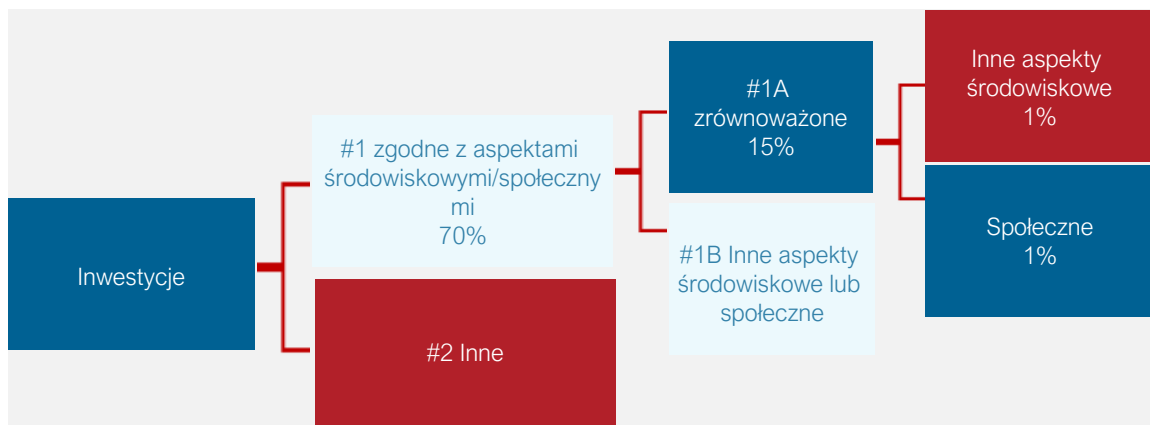 Inwestycje
#1 zgodne z aspektami
środowiskowymi/społeczny
mi
70%
#2 Inne
#1A
zrównoważone
15%
#1B Inne aspekty
środowiskowe lub
społeczne
Inne aspekty
środowiskowe
1%
Społeczne
1%